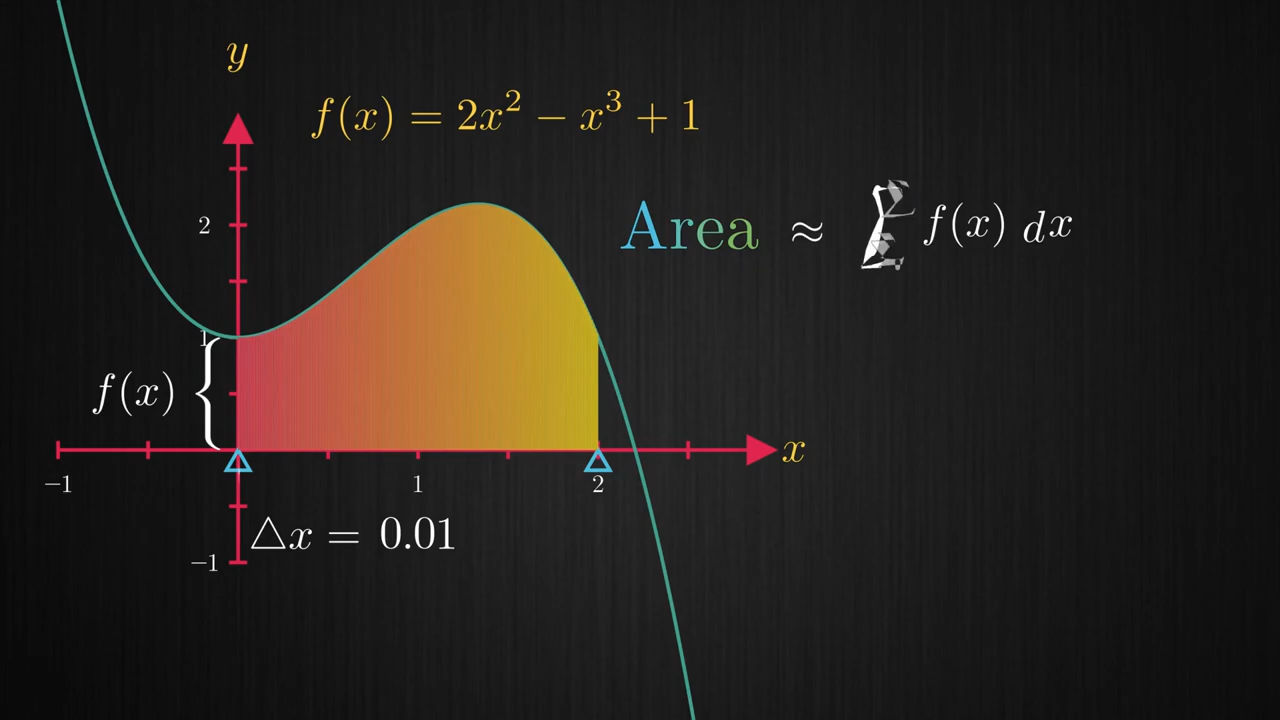 y
f(x) = 2x² − x³ + 1
2
Area ≈ f(x) dx
1
f(x)
x
−1 1 2
△x = 0.01
−1